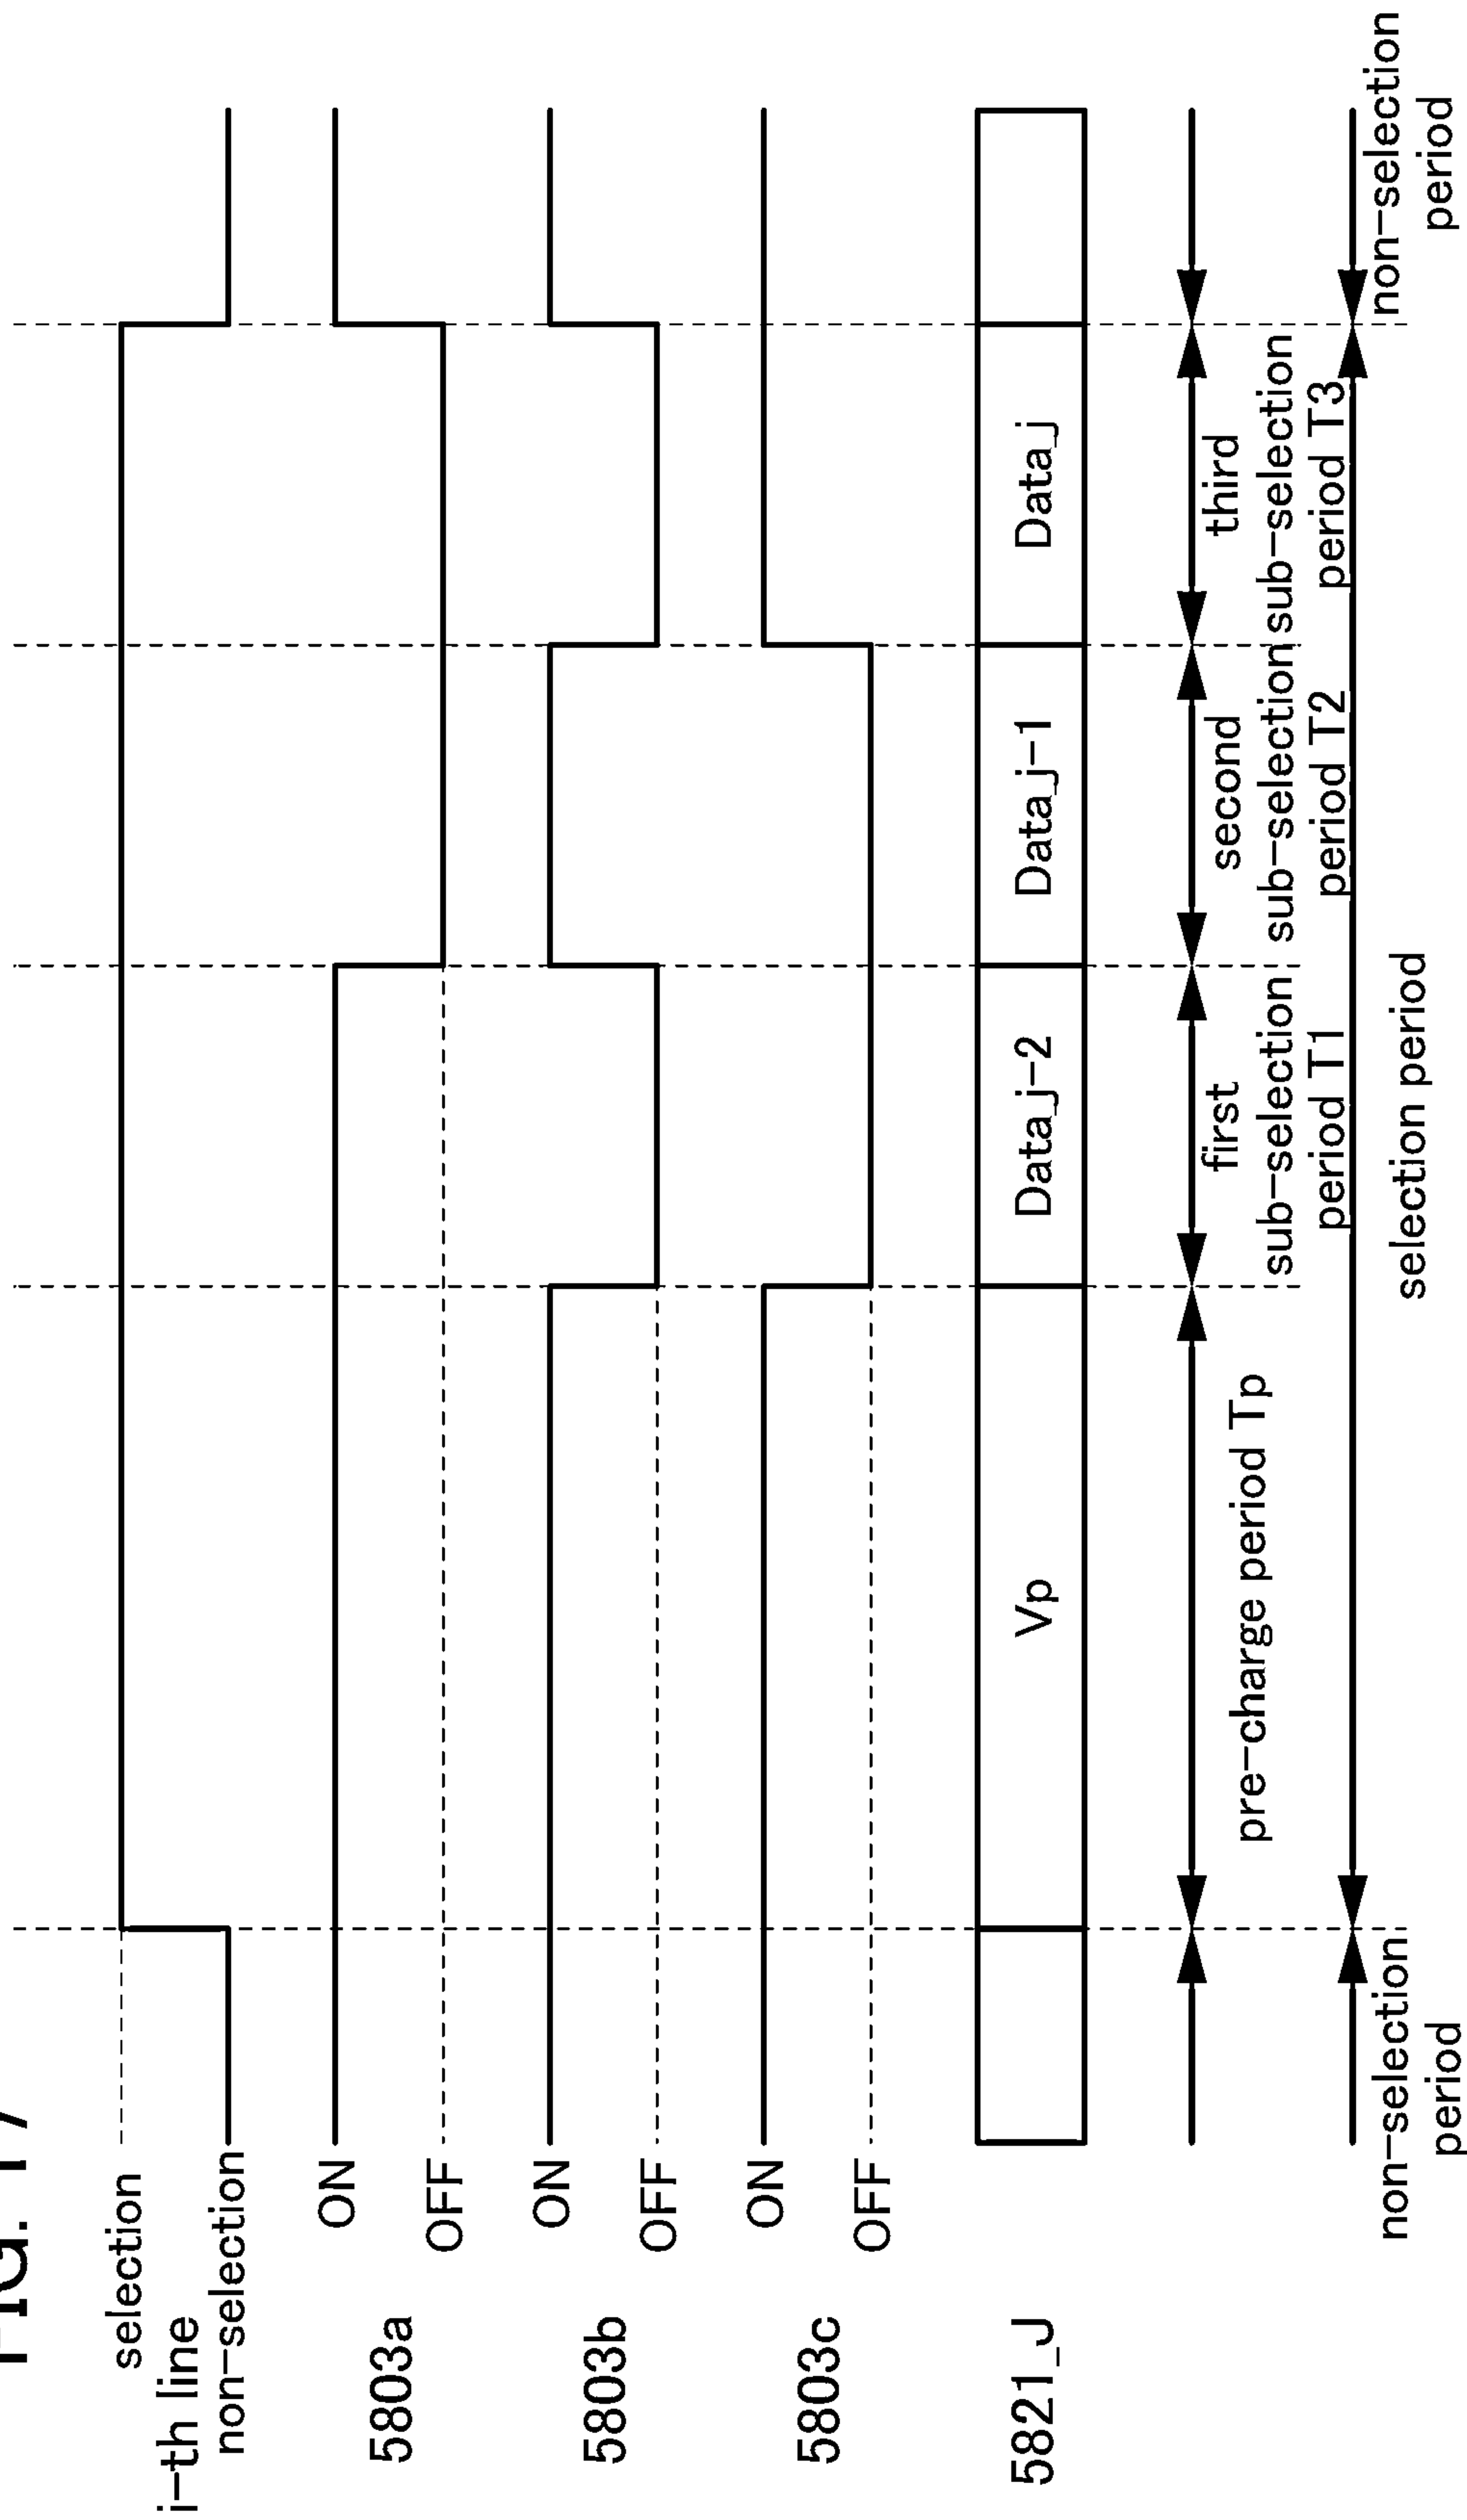 FIG. 17
selection
i-th line
non-selection
5803a
ON
OFF
5803b
ON
OFF
5803c
ON
OFF
5821_J
Vp
Data_j-2
Data_j-1
Data_j
pre-charge period Tp
first
sub-selection
period T1
second
sub-selection
period T2
third
sub-selection
period T3
non-selection
period
selection period
non-selection
period